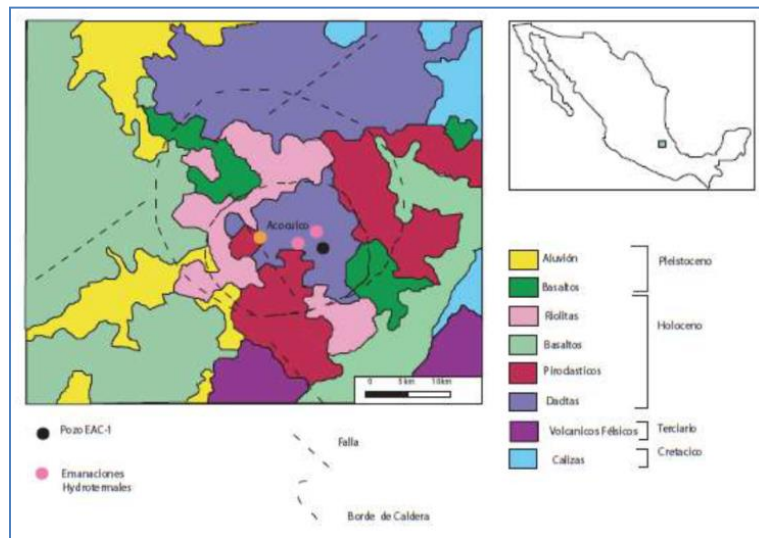 Acoculco
0 5 km 10 km
Aluvión
Basaltos
Pleistoceno
Riolitas
Basaltos
Pirodasticos
Dacitas
Holoceno
Volcanicos Félsicos
Terciario
Calizas
Cretacico
Pozo EAC-1
Emanaciones
Hydrotermales
Falla
Borde de Caldera